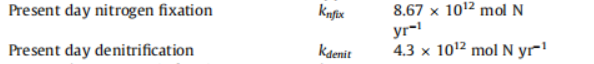 Present day nitrogen fixation k_nfix 8.67 × 10¹² mol N
yr⁻¹
Present day denitrification k_denit 4.3 × 10¹² mol N yr⁻¹